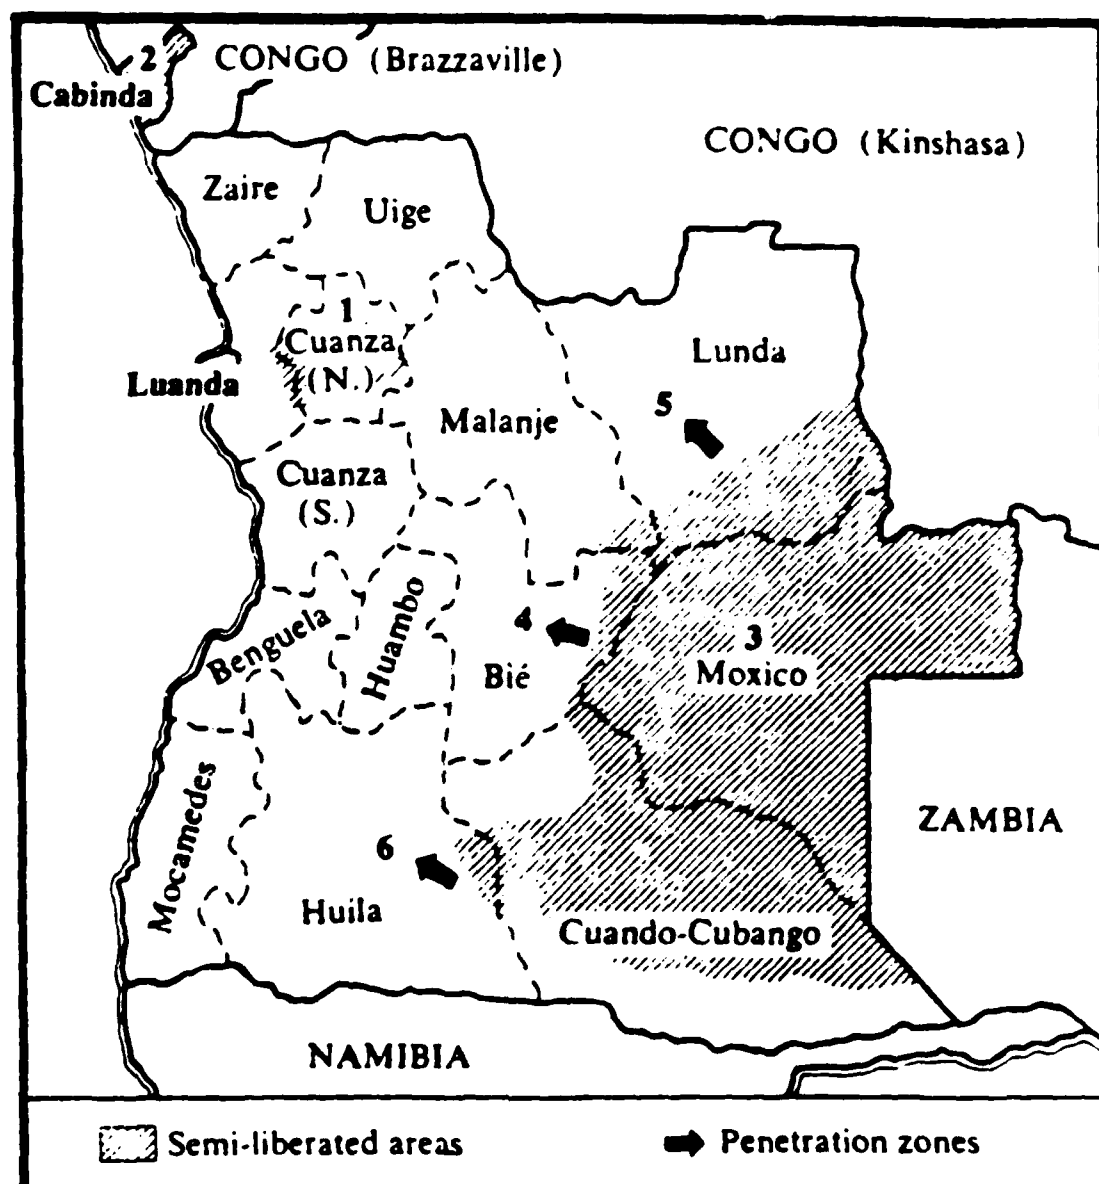 2
CONGO (Brazzaville)
Cabinda
CONGO (Kinshasa)
Zaire
Uige
1
Cuanza
(N.)
Lunda
Luanda
5
Malanje
Cuanza
(S.)
Benguela
Huambo
4
Bié
3
Moxico
Mocamedes
ZAMBIA
6
Huila
Cuando-Cubango
NAMIBIA
Semi-liberated areas
Penetration zones